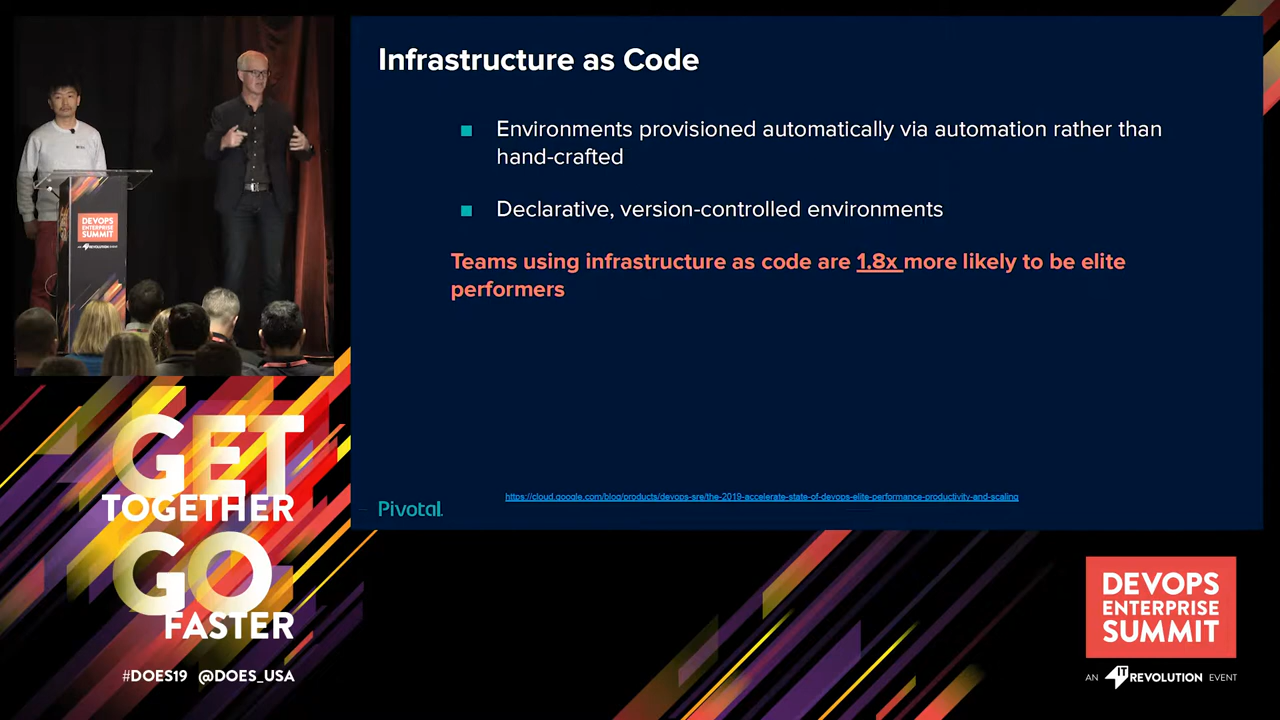 Infrastructure as Code
Environments provisioned automatically via automation rather than
hand-crafted
Declarative, version-controlled environments
Teams using infrastructure as code are 1.8x more likely to be elite
performers
https://cloud.google.com/blog/products/devops-sre/the-2019-accelerate-state-of-devops-elite-performance-productivity-and-scaling
Pivotal
DEVOPS
ENTERPRISE
SUMMIT
GET
TOGETHER
GO
FASTER
#DOES19 @DOES_USA
DEVOPS
ENTERPRISE
SUMMIT
AN IT REVOLUTION EVENT